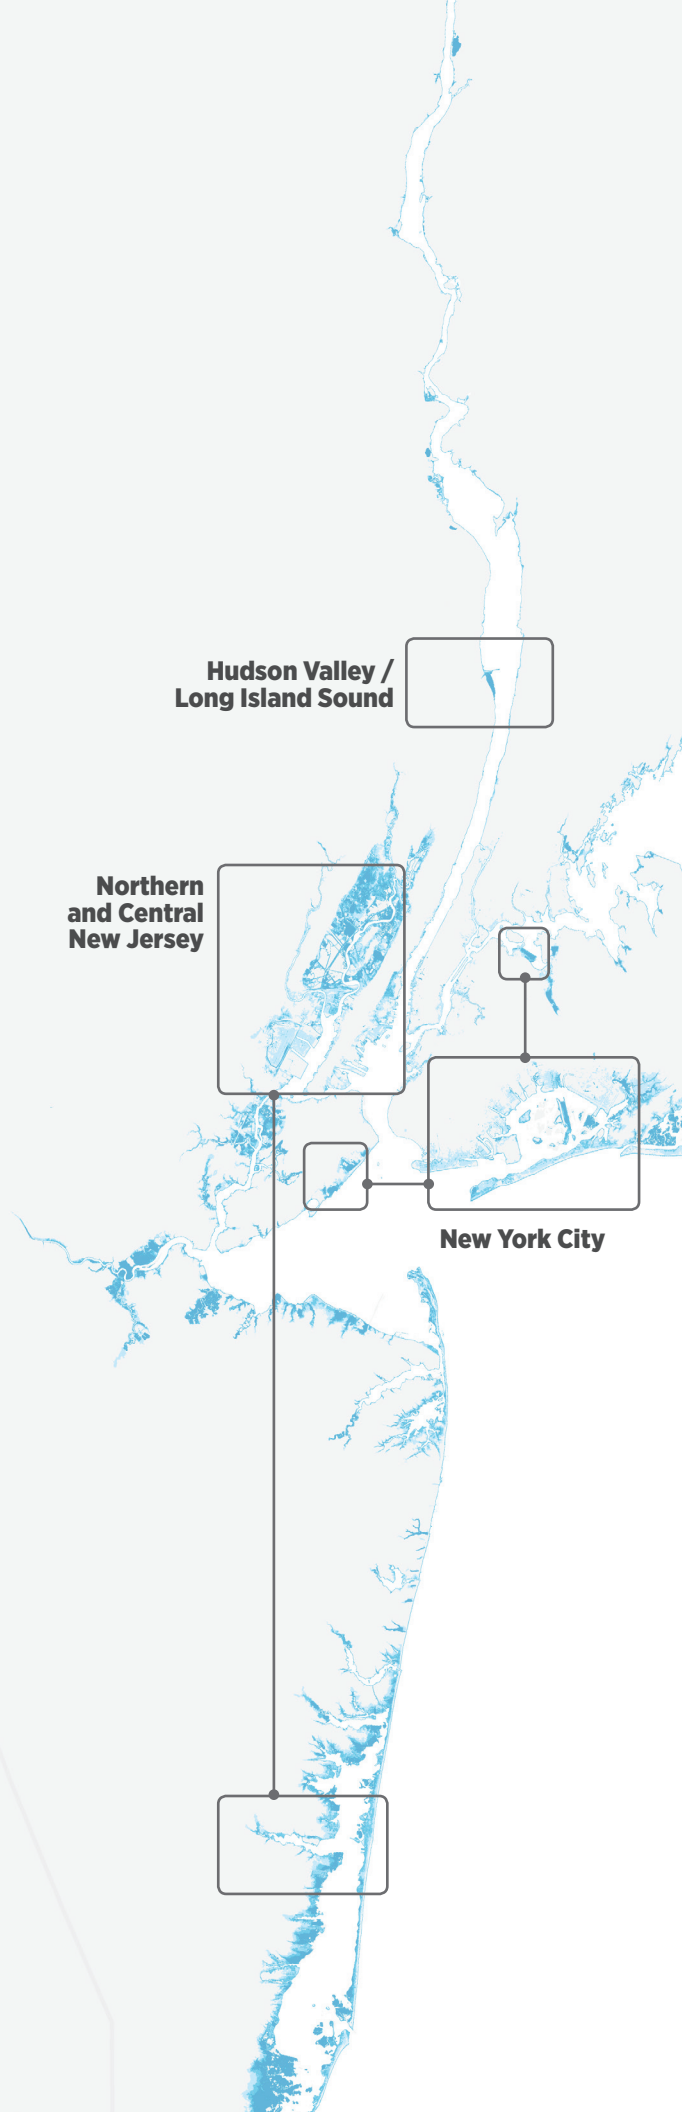 Hudson Valley /
Long Island Sound
Northern
and Central
New Jersey
New York City